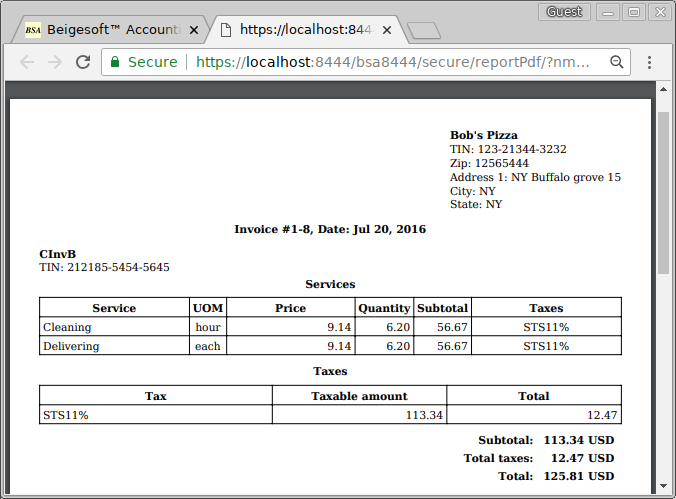 Guest
BSA Beigesoft™ Account
https://localhost:844
Secure https://localhost:8444/bsa8444/secure/reportPdf/?nm...
Bob's Pizza
TIN: 123-21344-3232
Zip: 12565444
Address 1: NY Buffalo grove 15
City: NY
State: NY
Invoice #1-8, Date: Jul 20, 2016
CInvB
TIN: 212185-5454-5645
Services
Service UOM Price Quantity Subtotal Taxes
Cleaning hour 9.14 6.20 56.67 STS11%
Delivering each 9.14 6.20 56.67 STS11%
Taxes
Tax Taxable amount Total
STS11% 113.34 12.47
Subtotal: 113.34 USD
Total taxes: 12.47 USD
Total: 125.81 USD